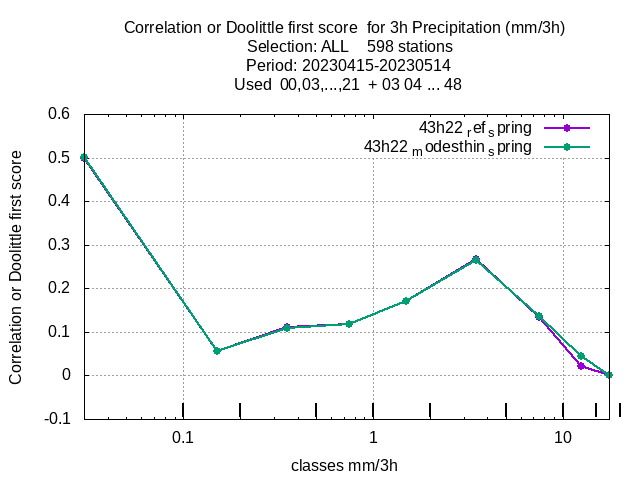 Correlation or Doolittle first score  for 3h Precipitation (mm/3h)
Selection: ALL    598 stations
Period: 20230415-20230514
Used  00,03,...,21  + 03 04 ... 48
43h22 ref spring
43h22 modesthin spring
Correlation or Doolittle first score
0.6
0.5
0.4
0.3
0.2
0.1
0
-0.1
0.1 1 10
classes mm/3h